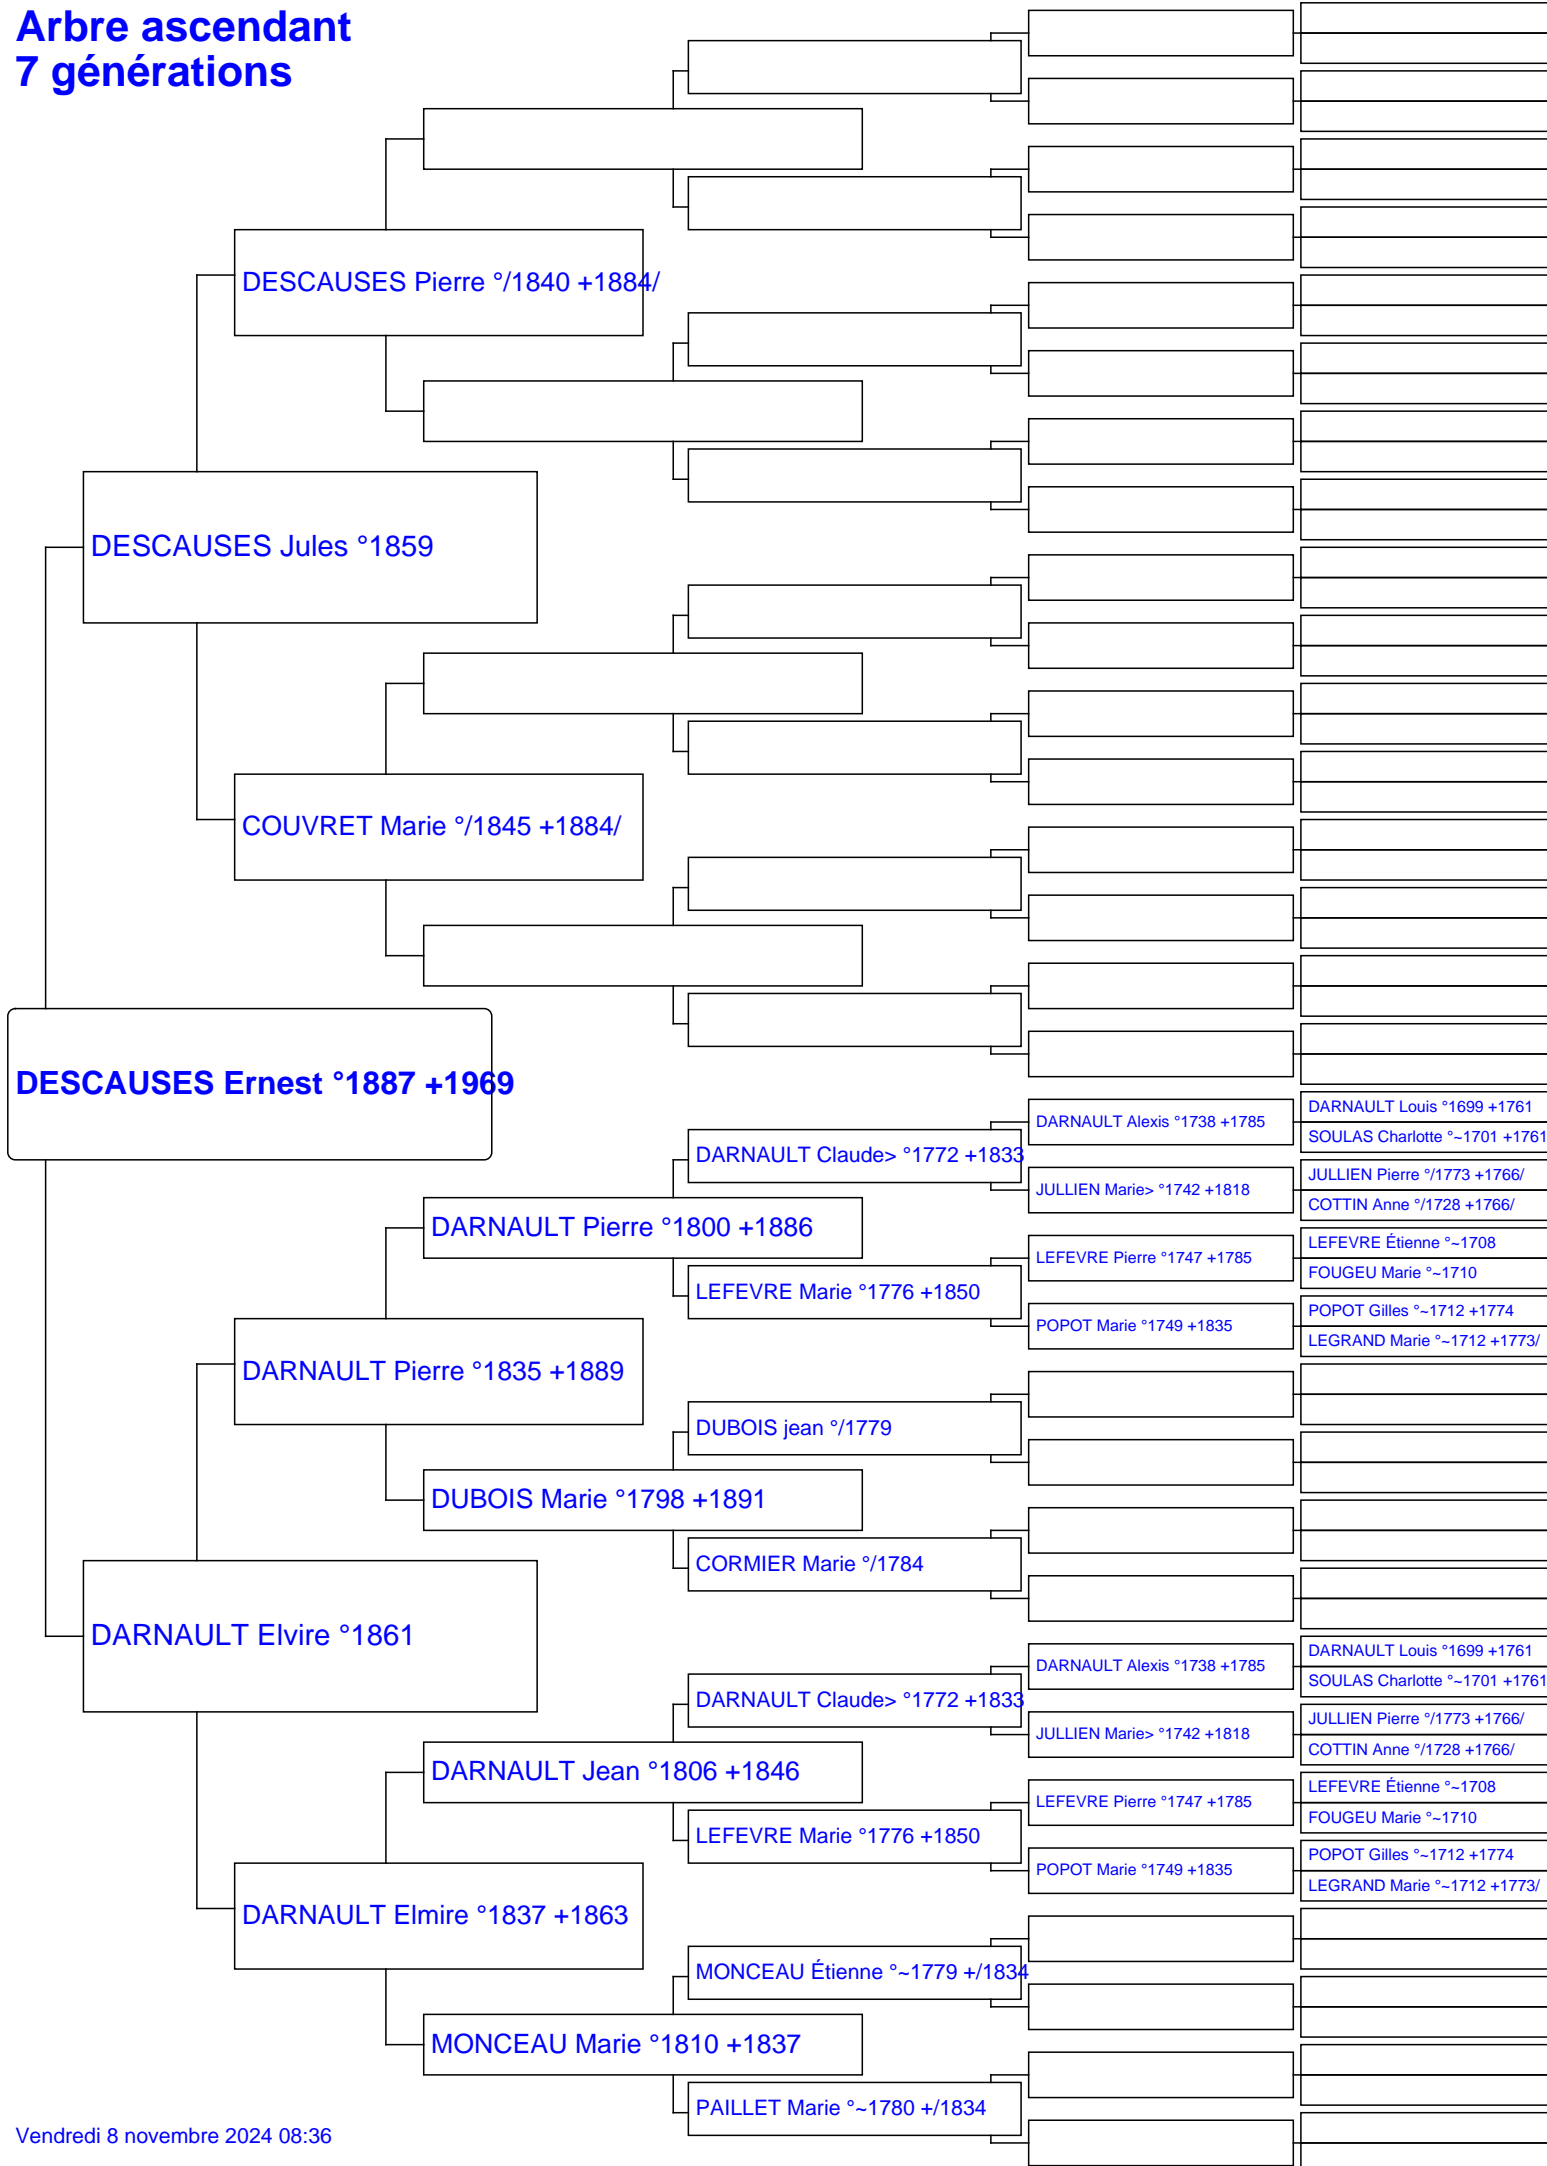 Arbre ascendant
7 générations
DESCAUSES Pierre °/1840 +1884/
DESCAUSES Jules °1859
COUVRET Marie °/1845 +1884/
DESCAUSES Ernest °1887 +1969
DARNAULT Louis °1699 +1761
DARNAULT Alexis °1738 +1785
SOULAS Charlotte °~1701 +1761
DARNAULT Claude> °1772 +1833
JULLIEN Pierre °/1773 +1766/
JULLIEN Marie> °1742 +1818
COTTIN Anne °/1728 +1766/
DARNAULT Pierre °1800 +1886
LEFEVRE Étienne °~1708
LEFEVRE Pierre °1747 +1785
FOUGEU Marie °~1710
LEFEVRE Marie °1776 +1850
POPOT Gilles °~1712 +1774
POPOT Marie °1749 +1835
LEGRAND Marie °~1712 +1773/
DARNAULT Pierre °1835 +1889
DUBOIS jean °/1779
DUBOIS Marie °1798 +1891
CORMIER Marie °/1784
DARNAULT Elvire °1861
DARNAULT Louis °1699 +1761
DARNAULT Alexis °1738 +1785
SOULAS Charlotte °~1701 +1761
DARNAULT Claude> °1772 +1833
JULLIEN Pierre °/1773 +1766/
JULLIEN Marie> °1742 +1818
COTTIN Anne °/1728 +1766/
DARNAULT Jean °1806 +1846
LEFEVRE Étienne °~1708
LEFEVRE Pierre °1747 +1785
FOUGEU Marie °~1710
LEFEVRE Marie °1776 +1850
POPOT Gilles °~1712 +1774
POPOT Marie °1749 +1835
LEGRAND Marie °~1712 +1773/
DARNAULT Elmire °1837 +1863
MONCEAU Étienne °~1779 +/1834
MONCEAU Marie °1810 +1837
PAILLET Marie °~1780 +/1834
Vendredi 8 novembre 2024 08:36